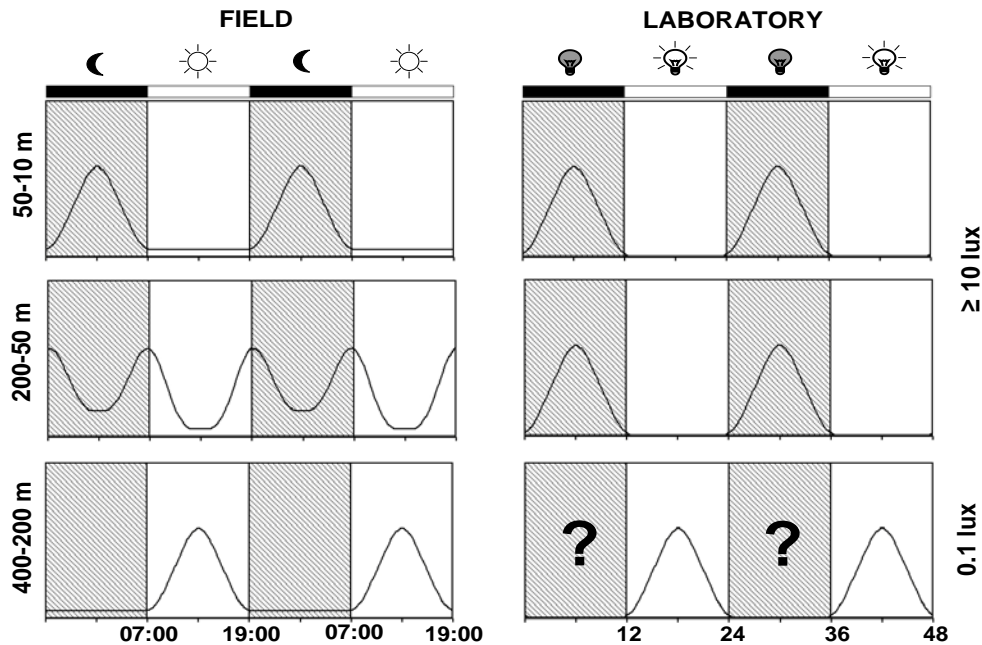 FIELD
LABORATORY
50-10 m
200-50 m
400-200 m
≥ 10 lux
0.1 lux
? ?
07:00 19:00 07:00 19:00
12 24 36 48